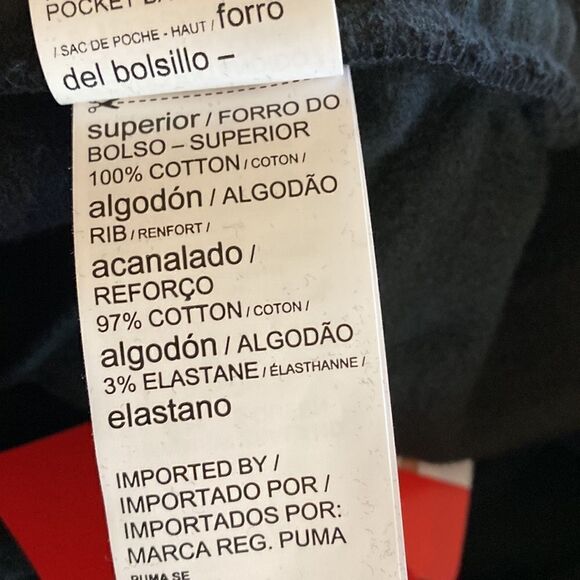 POCKET
/ SAC DE POCHE - HAUT / forro
del bolsillo –
superior / FORRO DO
BOLSO – SUPERIOR
100% COTTON / COTON /
algodón / ALGODÃO
RIB / RENFORT /
acanalado /
REFORÇO
97% COTTON / COTON /
algodón / ALGODÃO
3% ELASTANE / ÉLASTHANNE /
elastano
IMPORTED BY /
IMPORTADO POR /
IMPORTADOS POR:
MARCA REG. PUMA
PUMA SE